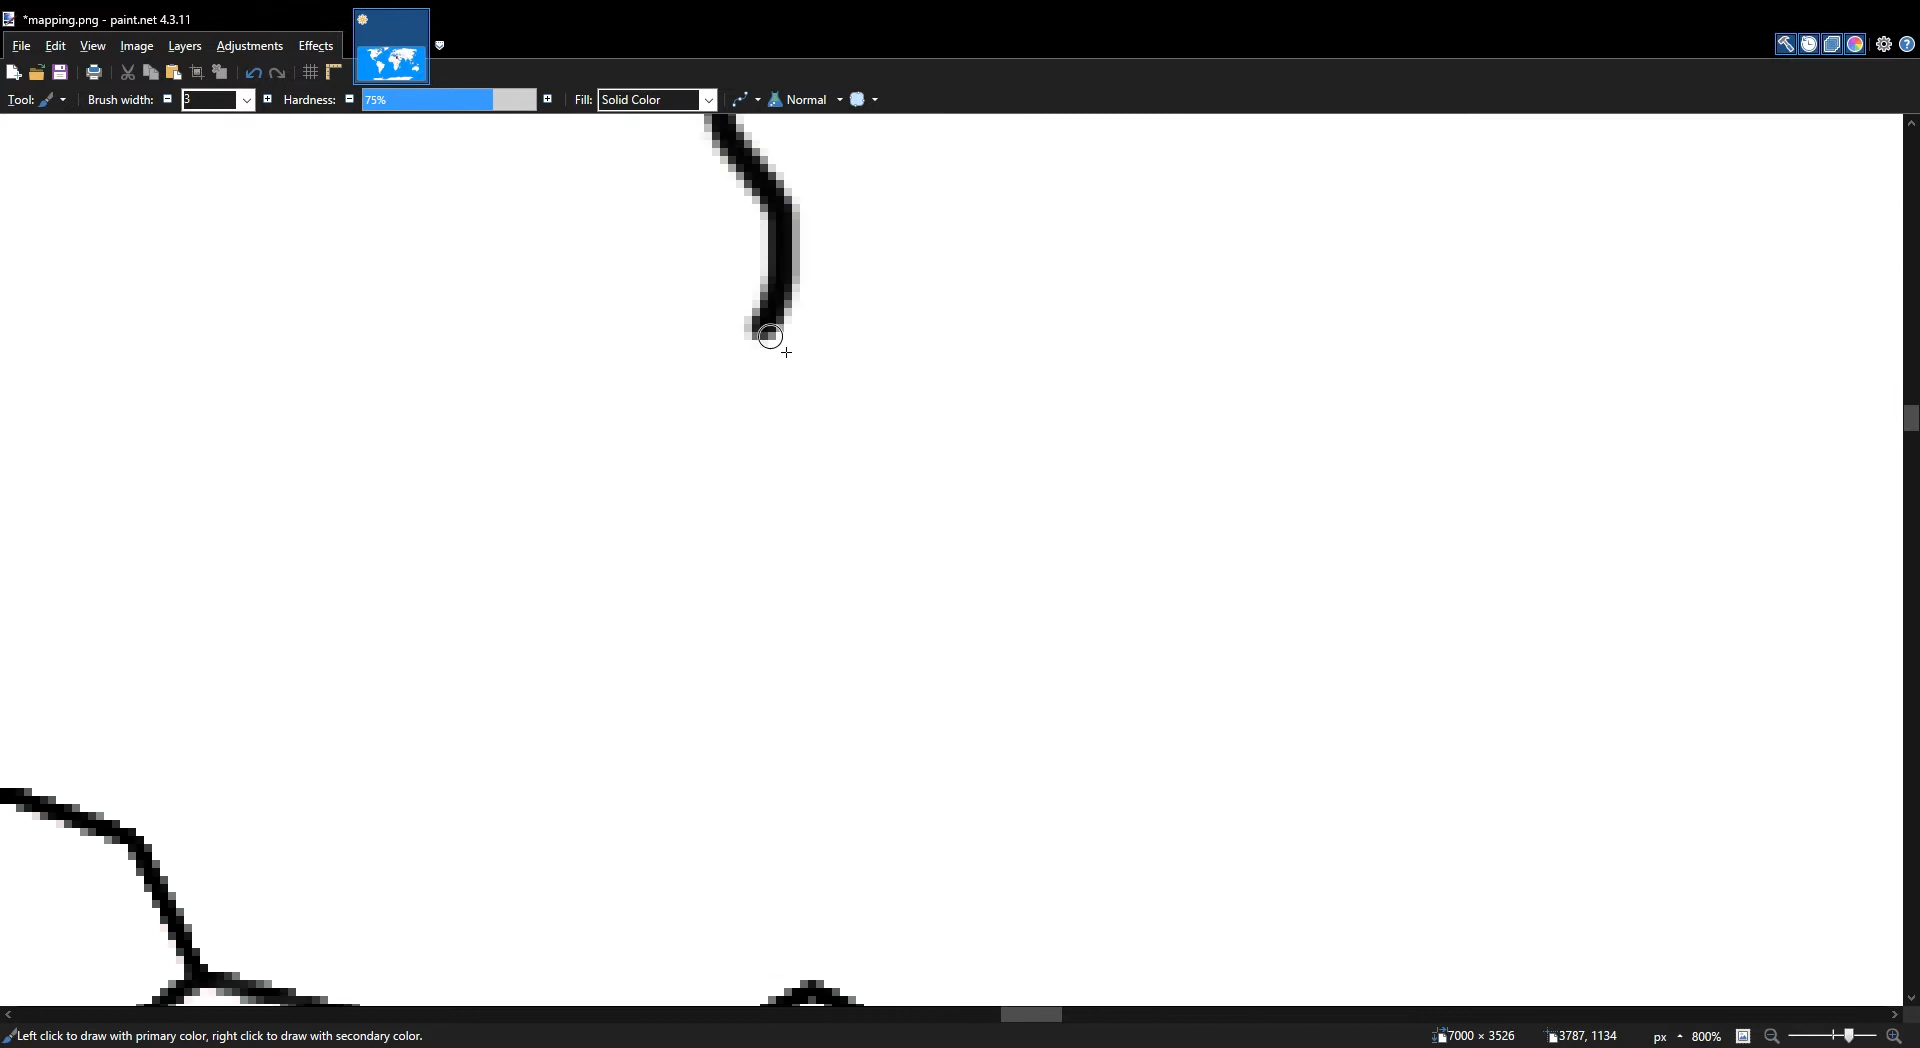 *mapping.png - paint.net 4.3.11
File Edit View Image Layers Adjustments Effects
Tool: Brush width: 3 Hardness: 75% Fill: Solid Color Normal
Left click to draw with primary color, right click to draw with secondary color. 7000 × 3526 3787, 1134 px 800%